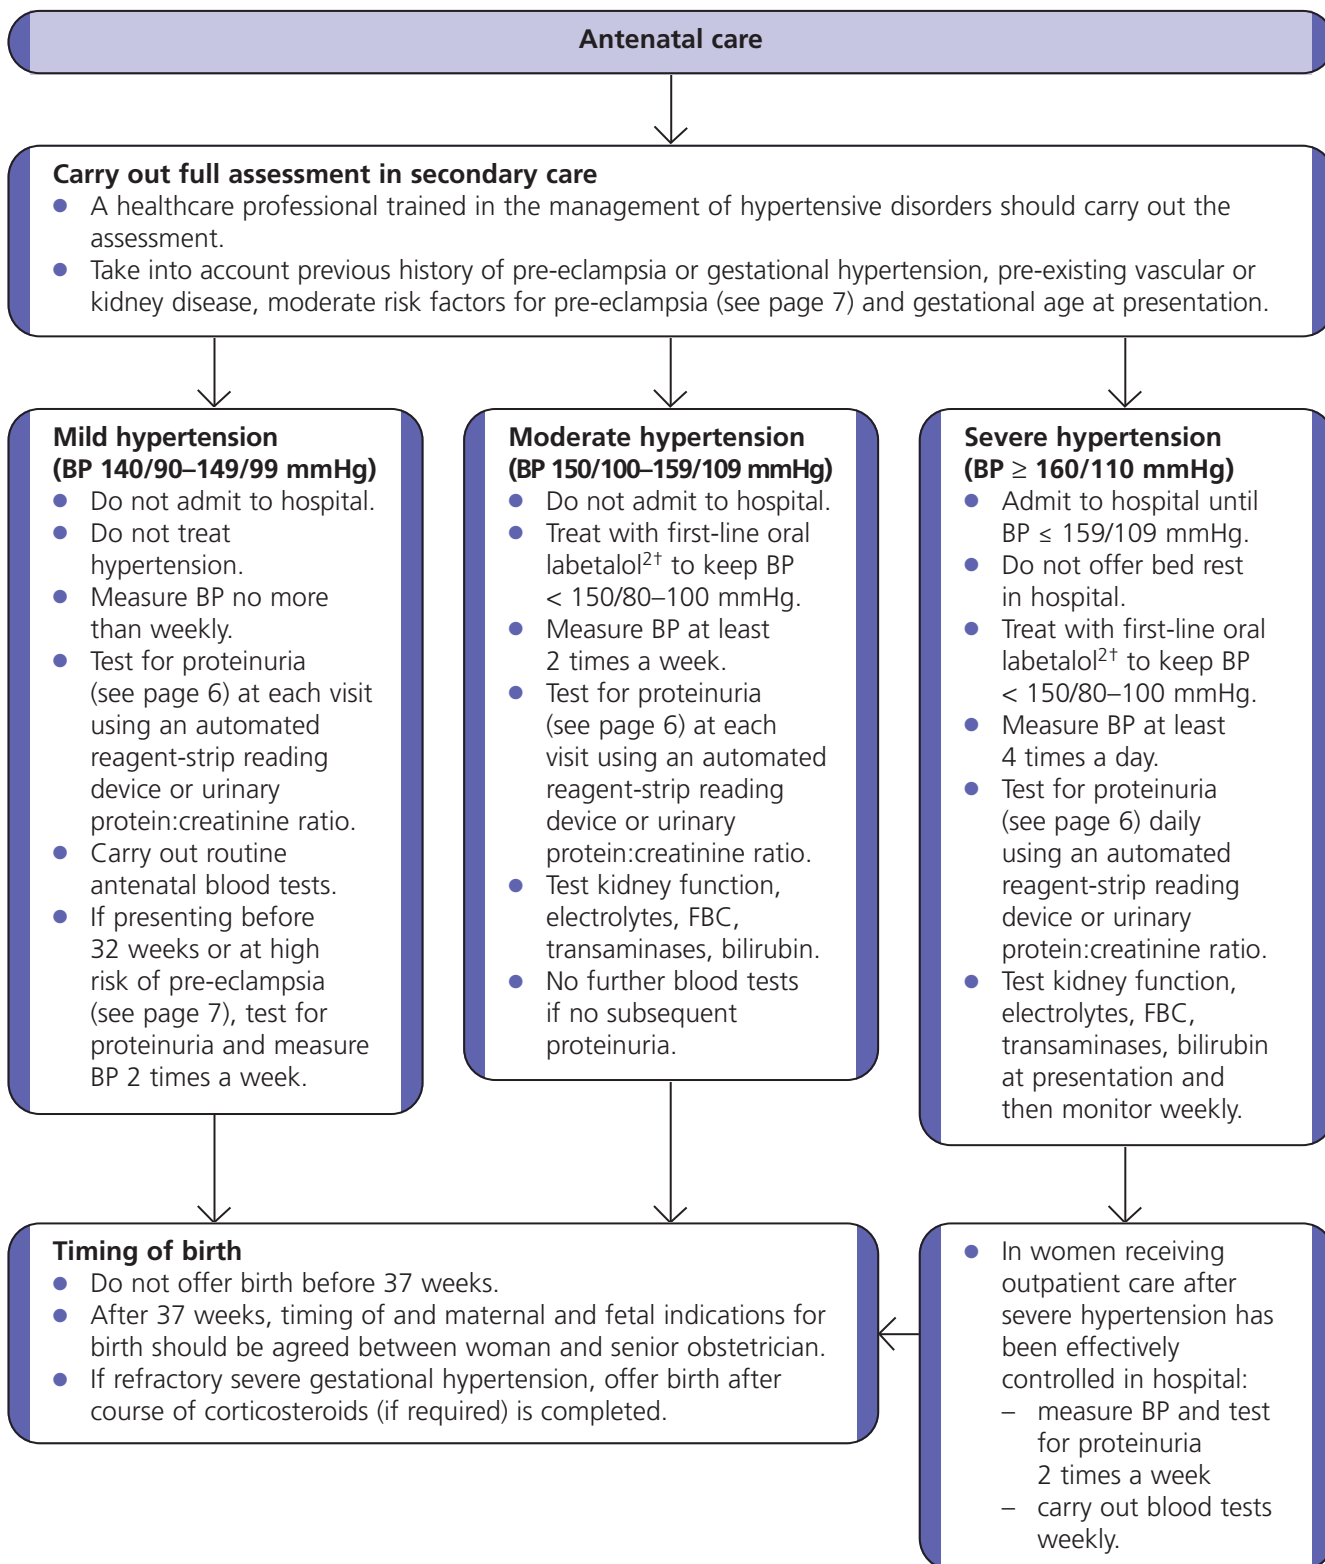 Antenatal care
Carry out full assessment in secondary care
● A healthcare professional trained in the management of hypertensive disorders should carry out the
assessment.
● Take into account previous history of pre-eclampsia or gestational hypertension, pre-existing vascular or
kidney disease, moderate risk factors for pre-eclampsia (see page 7) and gestational age at presentation.
Mild hypertension
(BP 140/90–149/99 mmHg)
● Do not admit to hospital.
● Do not treat
hypertension.
● Measure BP no more
than weekly.
● Test for proteinuria
(see page 6) at each visit
using an automated
reagent-strip reading
device or urinary
protein:creatinine ratio.
● Carry out routine
antenatal blood tests.
● If presenting before
32 weeks or at high
risk of pre-eclampsia
(see page 7), test for
proteinuria and measure
BP 2 times a week.
Moderate hypertension
(BP 150/100–159/109 mmHg)
● Do not admit to hospital.
● Treat with first-line oral
labetalol²† to keep BP
< 150/80–100 mmHg.
● Measure BP at least
2 times a week.
● Test for proteinuria
(see page 6) at each
visit using an automated
reagent-strip reading
device or urinary
protein:creatinine ratio.
● Test kidney function,
electrolytes, FBC,
transaminases, bilirubin.
● No further blood tests
if no subsequent
proteinuria.
Severe hypertension
(BP ≥ 160/110 mmHg)
● Admit to hospital until
BP ≤ 159/109 mmHg.
● Do not offer bed rest
in hospital.
● Treat with first-line oral
labetalol²† to keep BP
< 150/80–100 mmHg.
● Measure BP at least
4 times a day.
● Test for proteinuria
(see page 6) daily
using an automated
reagent-strip reading
device or urinary
protein:creatinine ratio.
● Test kidney function,
electrolytes, FBC,
transaminases, bilirubin
at presentation and
then monitor weekly.
Timing of birth
● Do not offer birth before 37 weeks.
● After 37 weeks, timing of and maternal and fetal indications for
birth should be agreed between woman and senior obstetrician.
● If refractory severe gestational hypertension, offer birth after
course of corticosteroids (if required) is completed.
● In women receiving
outpatient care after
severe hypertension has
been effectively
controlled in hospital:
– measure BP and test
for proteinuria
2 times a week
– carry out blood tests
weekly.